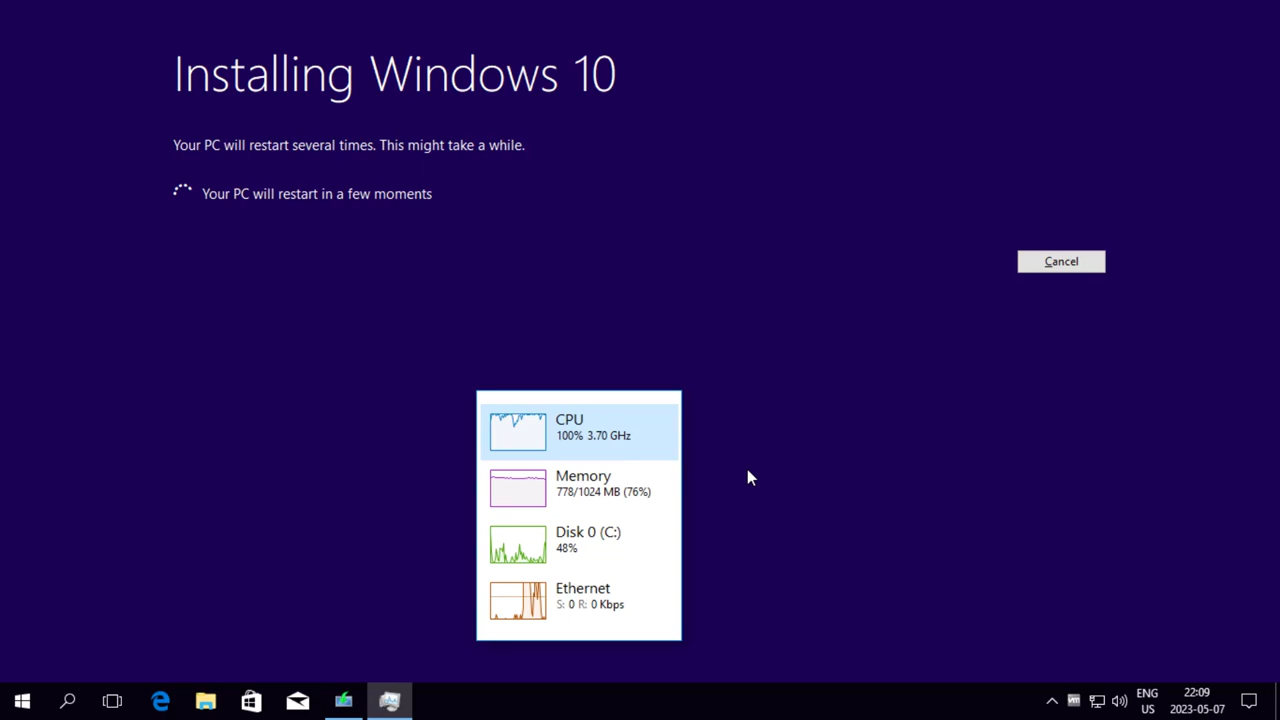 Installing Windows 10
Your PC will restart several times. This might take a while.
Your PC will restart in a few moments
Cancel
CPU
100% 3.70 GHz
Memory
778/1024 MB (76%)
Disk 0 (C:)
48%
Ethernet
S: 0 R: 0 Kbps
ENG
US
22:09
2023-05-07